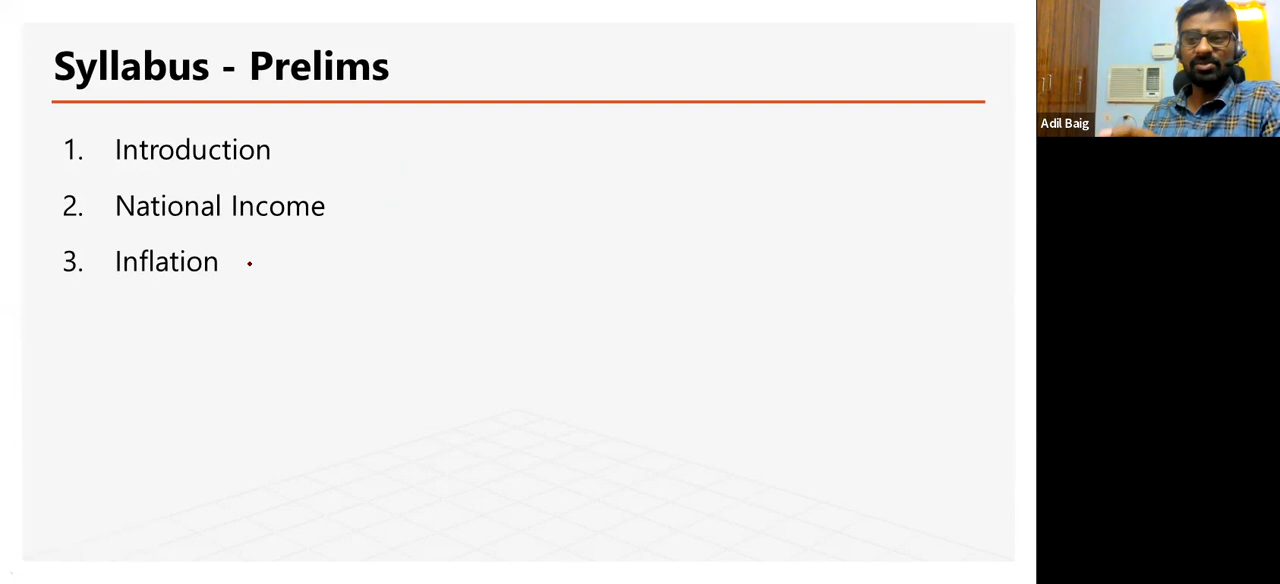 Syllabus - Prelims
1. Introduction
2. National Income
3. Inflation
Adil Baig